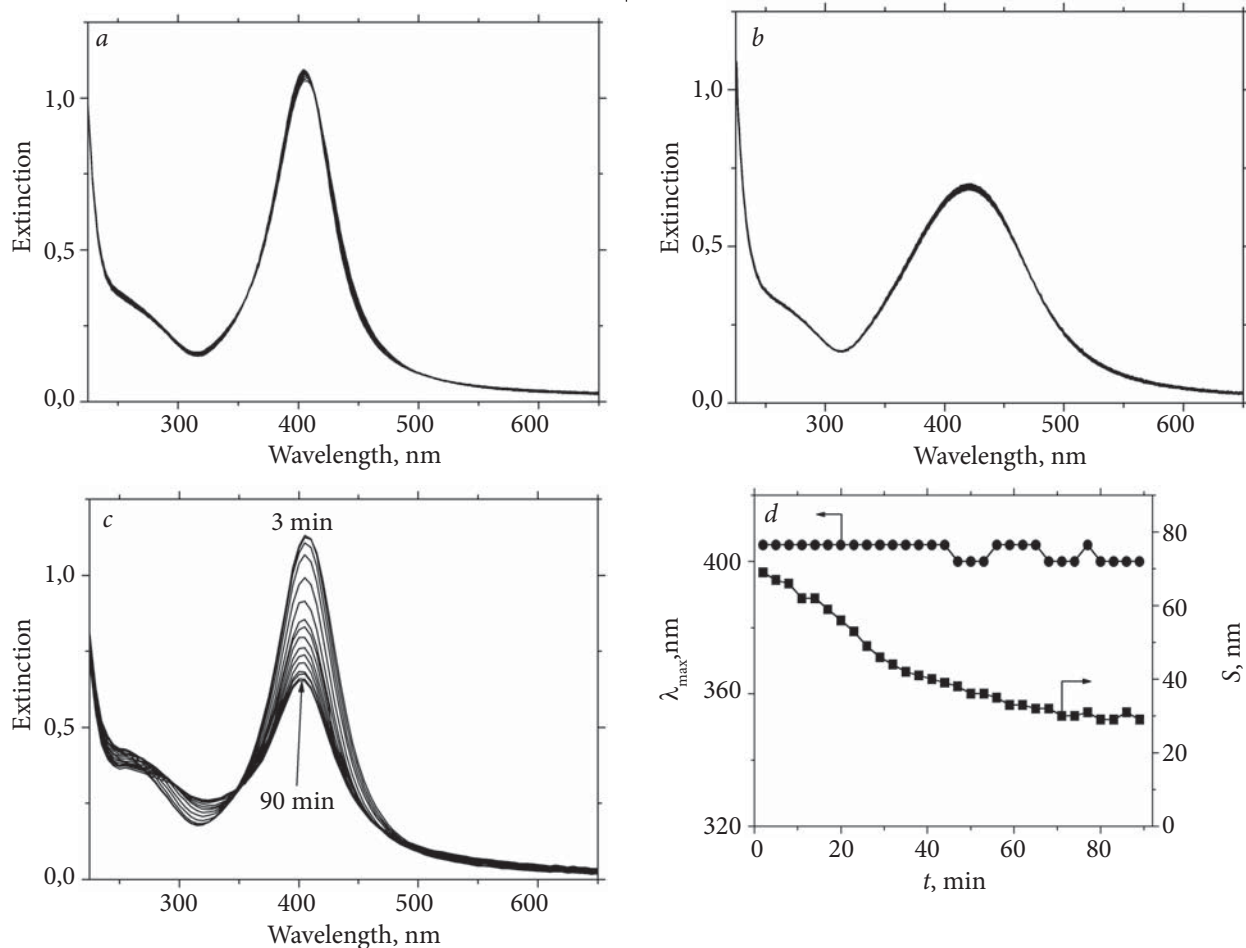 a
1,0
0,5
0,0
Extinction
300 400 500 600
Wavelength, nm
b
1,0
0,5
0,0
Extinction
300 400 500 600
Wavelength, nm
c
3 min
90 min
1,0
0,5
0,0
Extinction
300 400 500 600
Wavelength, nm
d
400
360
320
λmax,nm
80
60
40
20
0
S, nm
0 20 40 60 80
t, min